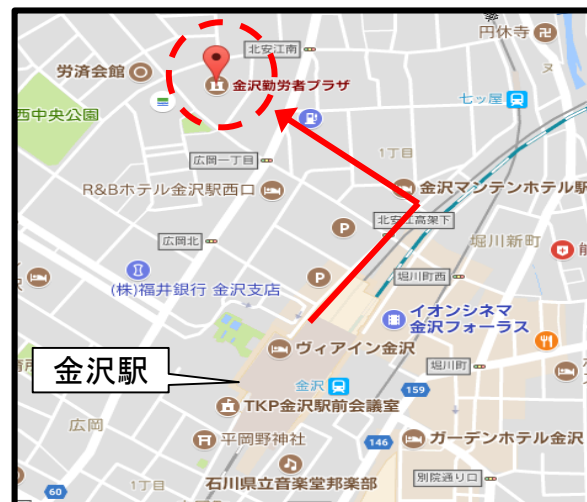 円休寺
北安江南
労済会館
金沢勤労者プラザ
七ッ屋
西中央公園
ヌ
1丁目
広岡一丁目
R&Bホテル金沢駅西口
金沢マンテンホテル駅
北安江高架下
P
広岡北
堀川新町
P
堀川町西
(株)福井銀行 金沢支店
イオンシネマ
金沢フォーラス
ヴィアイン金沢
金沢駅
堀川町
金沢
159
TKP金沢駅前会議室
広岡
平岡野神社
146
ガーデンホテル金沢
石川県立音楽堂邦楽部
1丁目
別院通り口
60